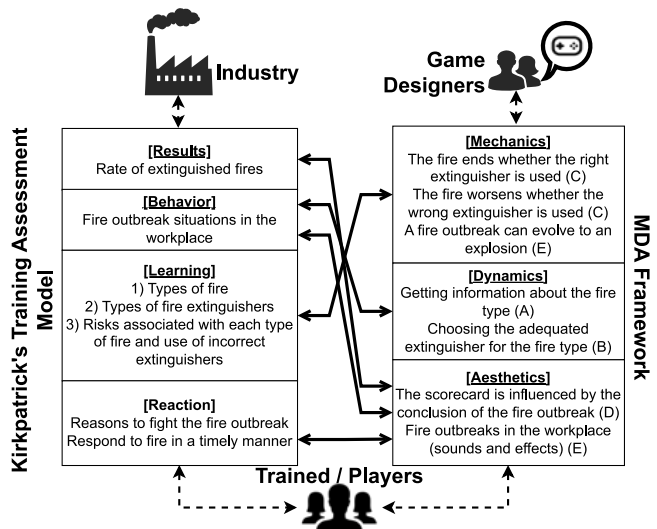 Industry
Game
Designers
Kirkpatrick's Training Assessment
Model
[Results]
Rate of extinguished fires
[Behavior]
Fire outbreak situations in the
workplace
[Learning]
1) Types of fire
2) Types of fire extinguishers
3) Risks associated with each type
of fire and use of incorrect
extinguishers
[Reaction]
Reasons to fight the fire outbreak
Respond to fire in a timely manner
[Mechanics]
The fire ends whether the right
extinguisher is used (C)
The fire worsens whether the
wrong extinguisher is used (C)
A fire outbreak can evolve to an
explosion (E)
[Dynamics]
Getting information about the fire
type (A)
Choosing the adequated
extinguisher for the fire type (B)
[Aesthetics]
The scorecard is influenced by the
conclusion of the fire outbreak (D)
Fire outbreaks in the workplace
(sounds and effects) (E)
MDA Framework
Trained / Players